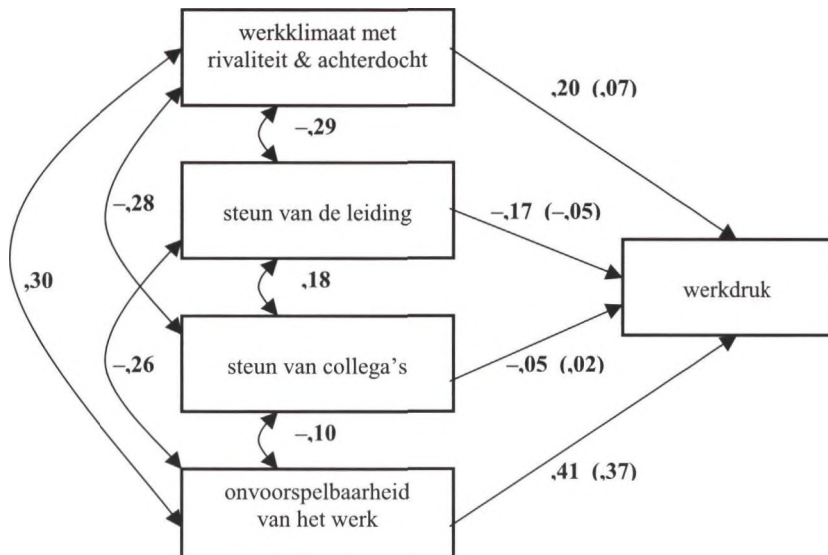 werkklimaat met
rivaliteit & achterdocht
,20 (,07)
–,29
–,28
steun van de leiding
–,17 (–,05)
,30
,18
werkdruk
–,26
steun van collega's
–,05 (,02)
–,10
,41 (,37)
onvoorspelbaarheid
van het werk